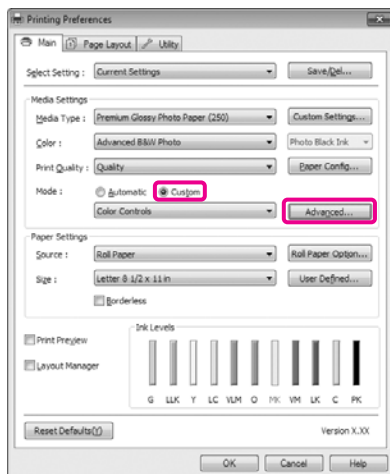 Printing Preferences
Main Page Layout Utility
Select Setting : Current Settings Save/Del...
Media Settings
Media Type : Premium Glossy Photo Paper (250) Custom Settings...
Color : Advanced B&W Photo Photo Black Ink
Print Quality : Quality Paper Config...
Mode : Automatic Custom
Color Controls Advanced...
Paper Settings
Source : Roll Paper Roll Paper Option...
Size : Letter 8 1/2 x 11 in User Defined...
Borderless
Print Preview
Layout Manager
Ink Levels
G LLK Y LC VLM O MK VM LK C PK
Reset Defaults(Y) Version X.XX
OK Cancel Help